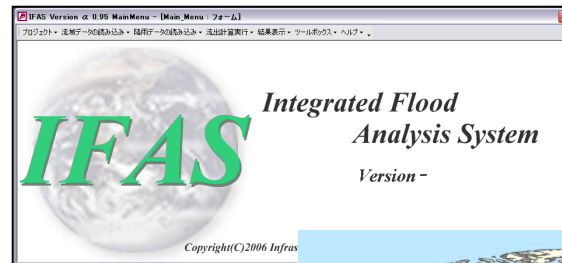 IFAS Version α 0.95 MainMenu - [Main_Menu : フォーム]
プロジェクト 流域データの読み込み 降雨データの読み込み 流出計算実行 結果表示 ツールボックス ヘルプ
IFAS
Integrated Flood
Analysis System
Version -
Copyright(C)2006 Infras